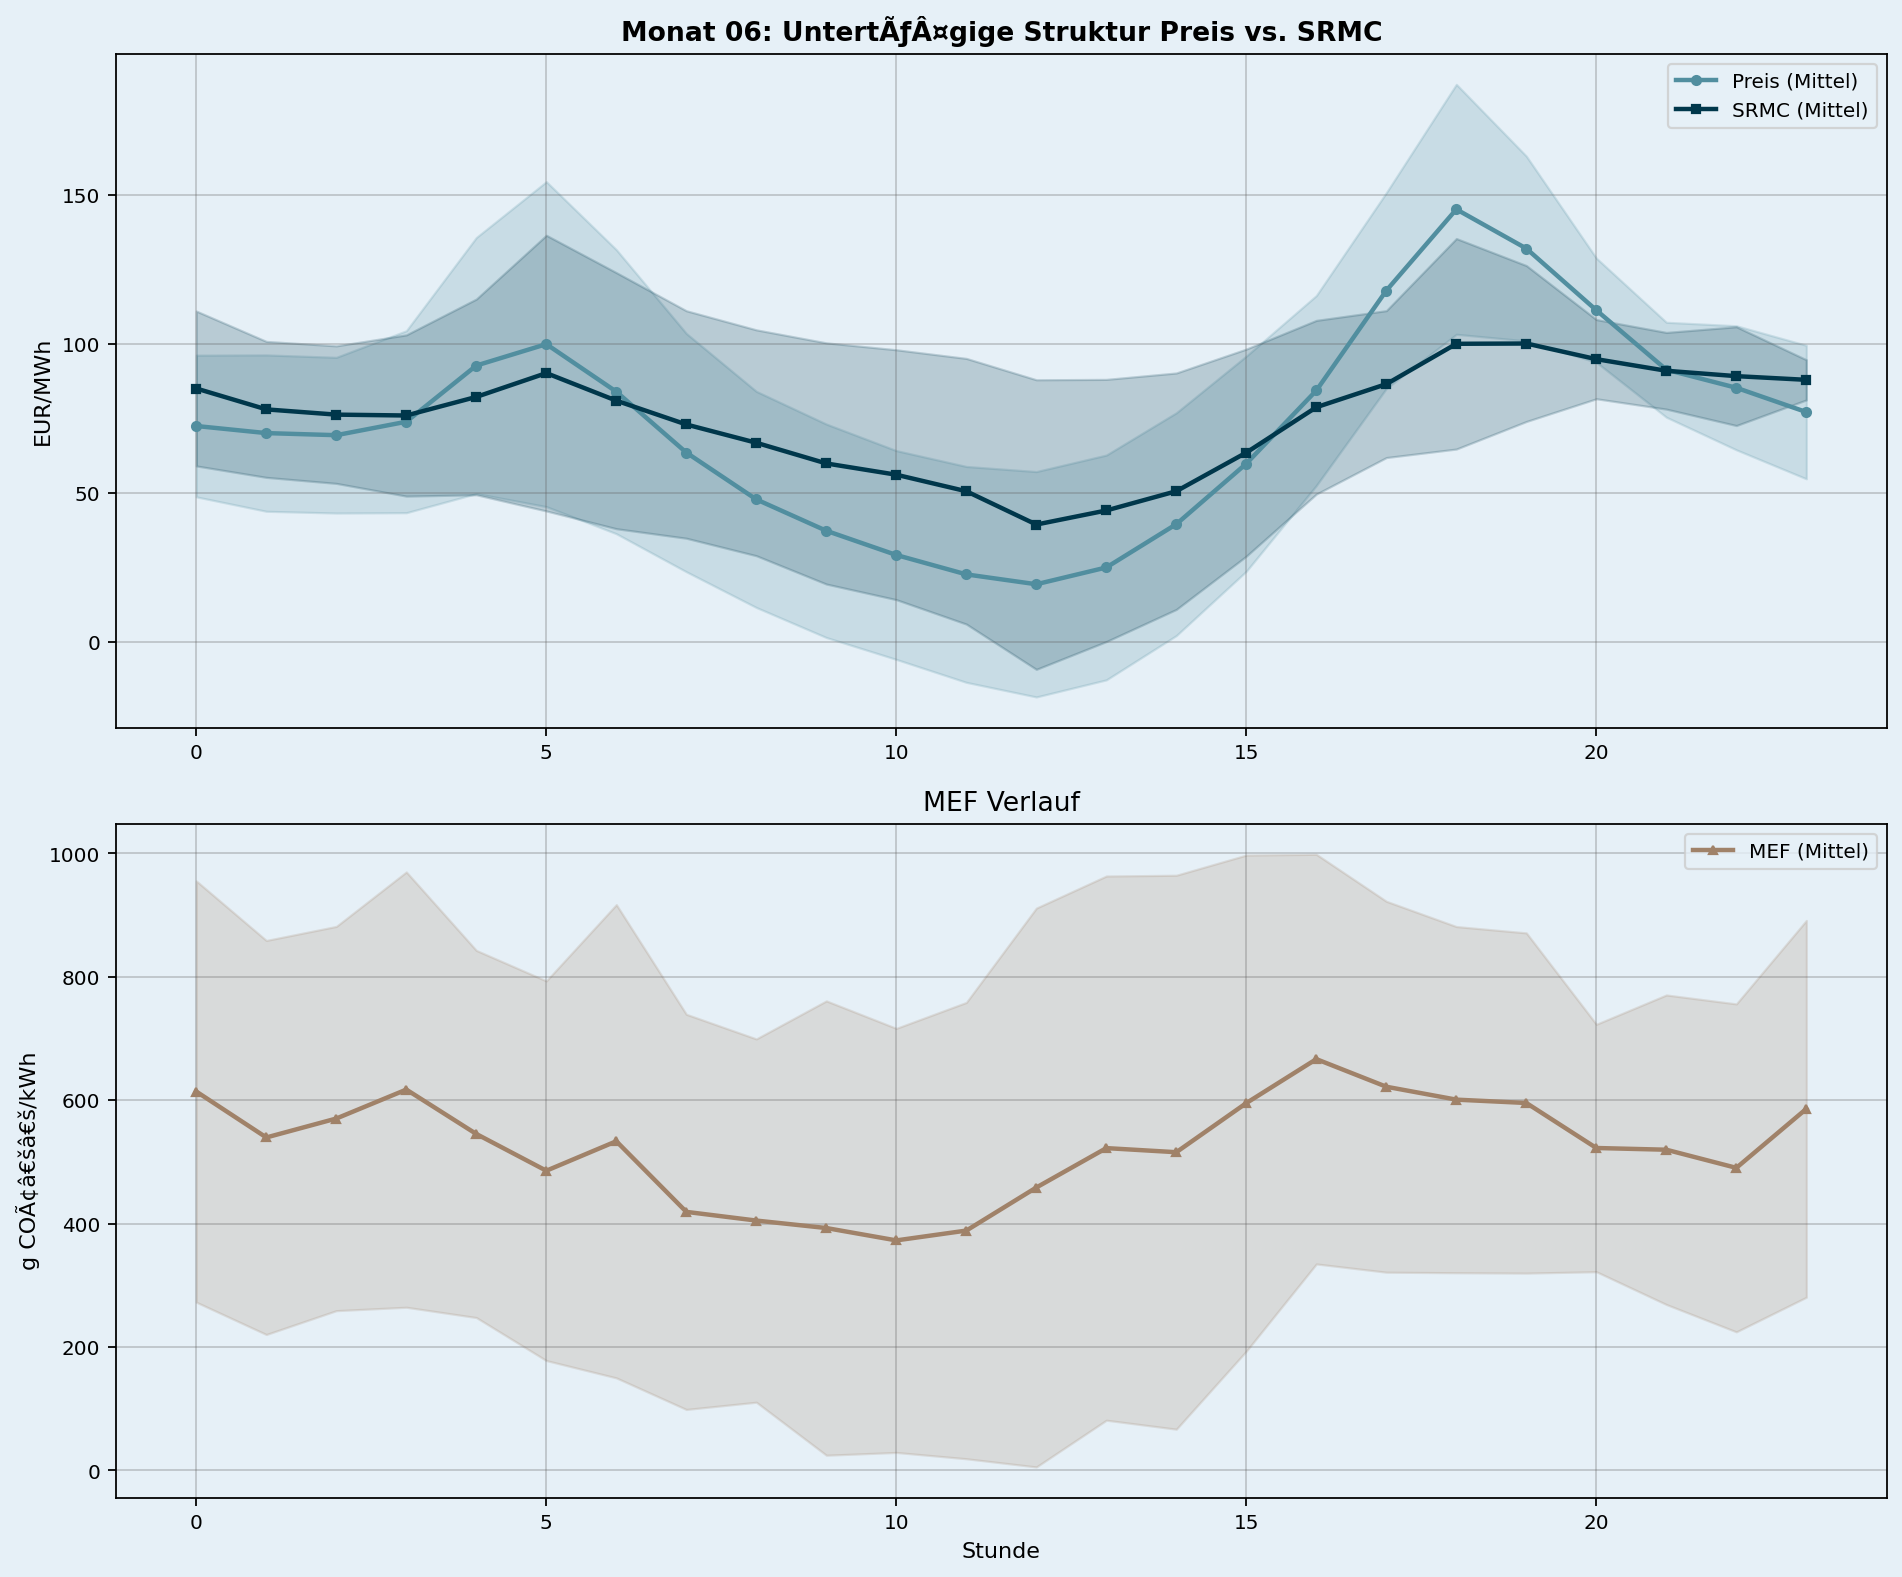 Monat 06: UntertÃƒÂ¤gige Struktur Preis vs. SRMC
Preis (Mittel)
SRMC (Mittel)
EUR/MWh
150
100
50
0
0 5 10 15 20
MEF Verlauf
MEF (Mittel)
g COÃ¢â€šâ€š/kWh
1000
800
600
400
200
0
0 5 10 15 20
Stunde